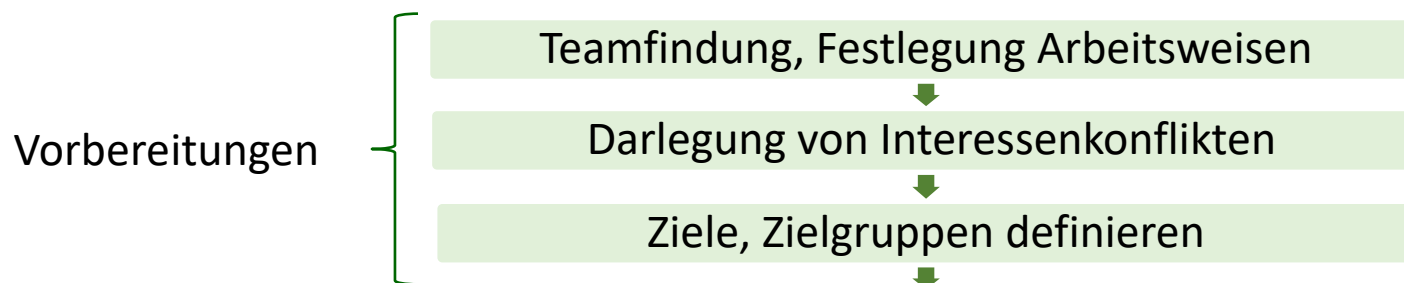 Teamfindung, Festlegung Arbeitsweisen
Vorbereitungen
Darlegung von Interessenkonflikten
Ziele, Zielgruppen definieren